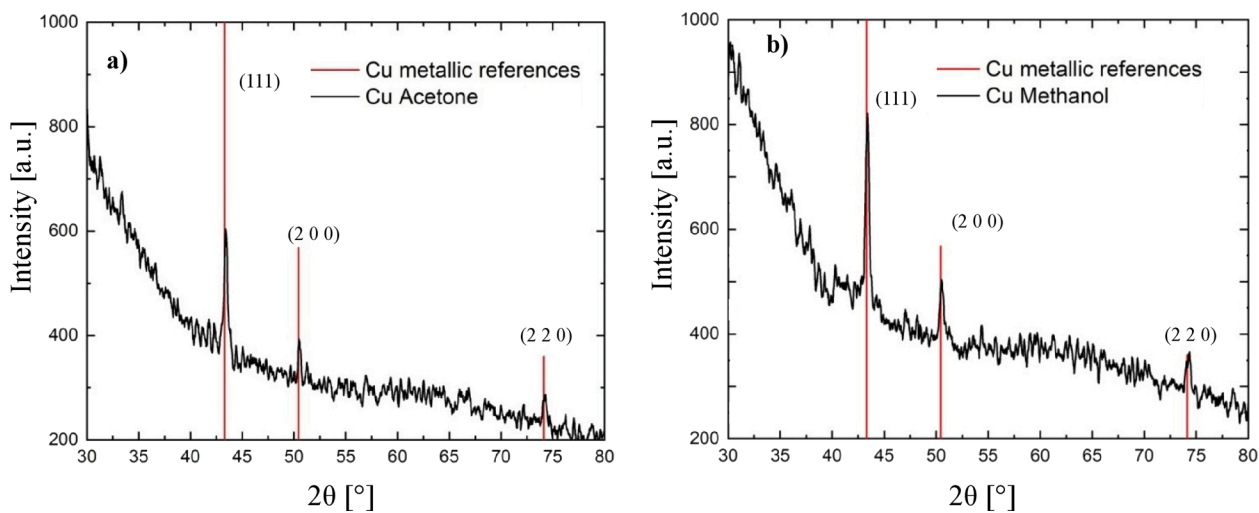 a)
Cu metallic references
Cu Acetone
(111)
(2 0 0)
(2 2 0)
Intensity [a.u.]
1000
800
600
400
200
30 35 40 45 50 55 60 65 70 75 80
2θ [°]
b)
Cu metallic references
Cu Methanol
(111)
(2 0 0)
(2 2 0)
Intensity [a.u.]
1000
800
600
400
200
30 35 40 45 50 55 60 65 70 75 80
2θ [°]